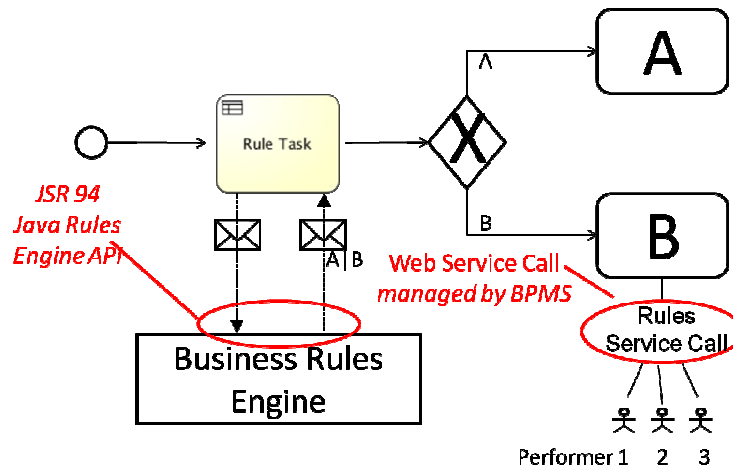 A
A
Rule Task
X
JSR 94
Java Rules
Engine API
A|B
B
B
Web Service Call
managed by BPMS
Rules
Service Call
Business Rules
Engine
Performer 1 2 3